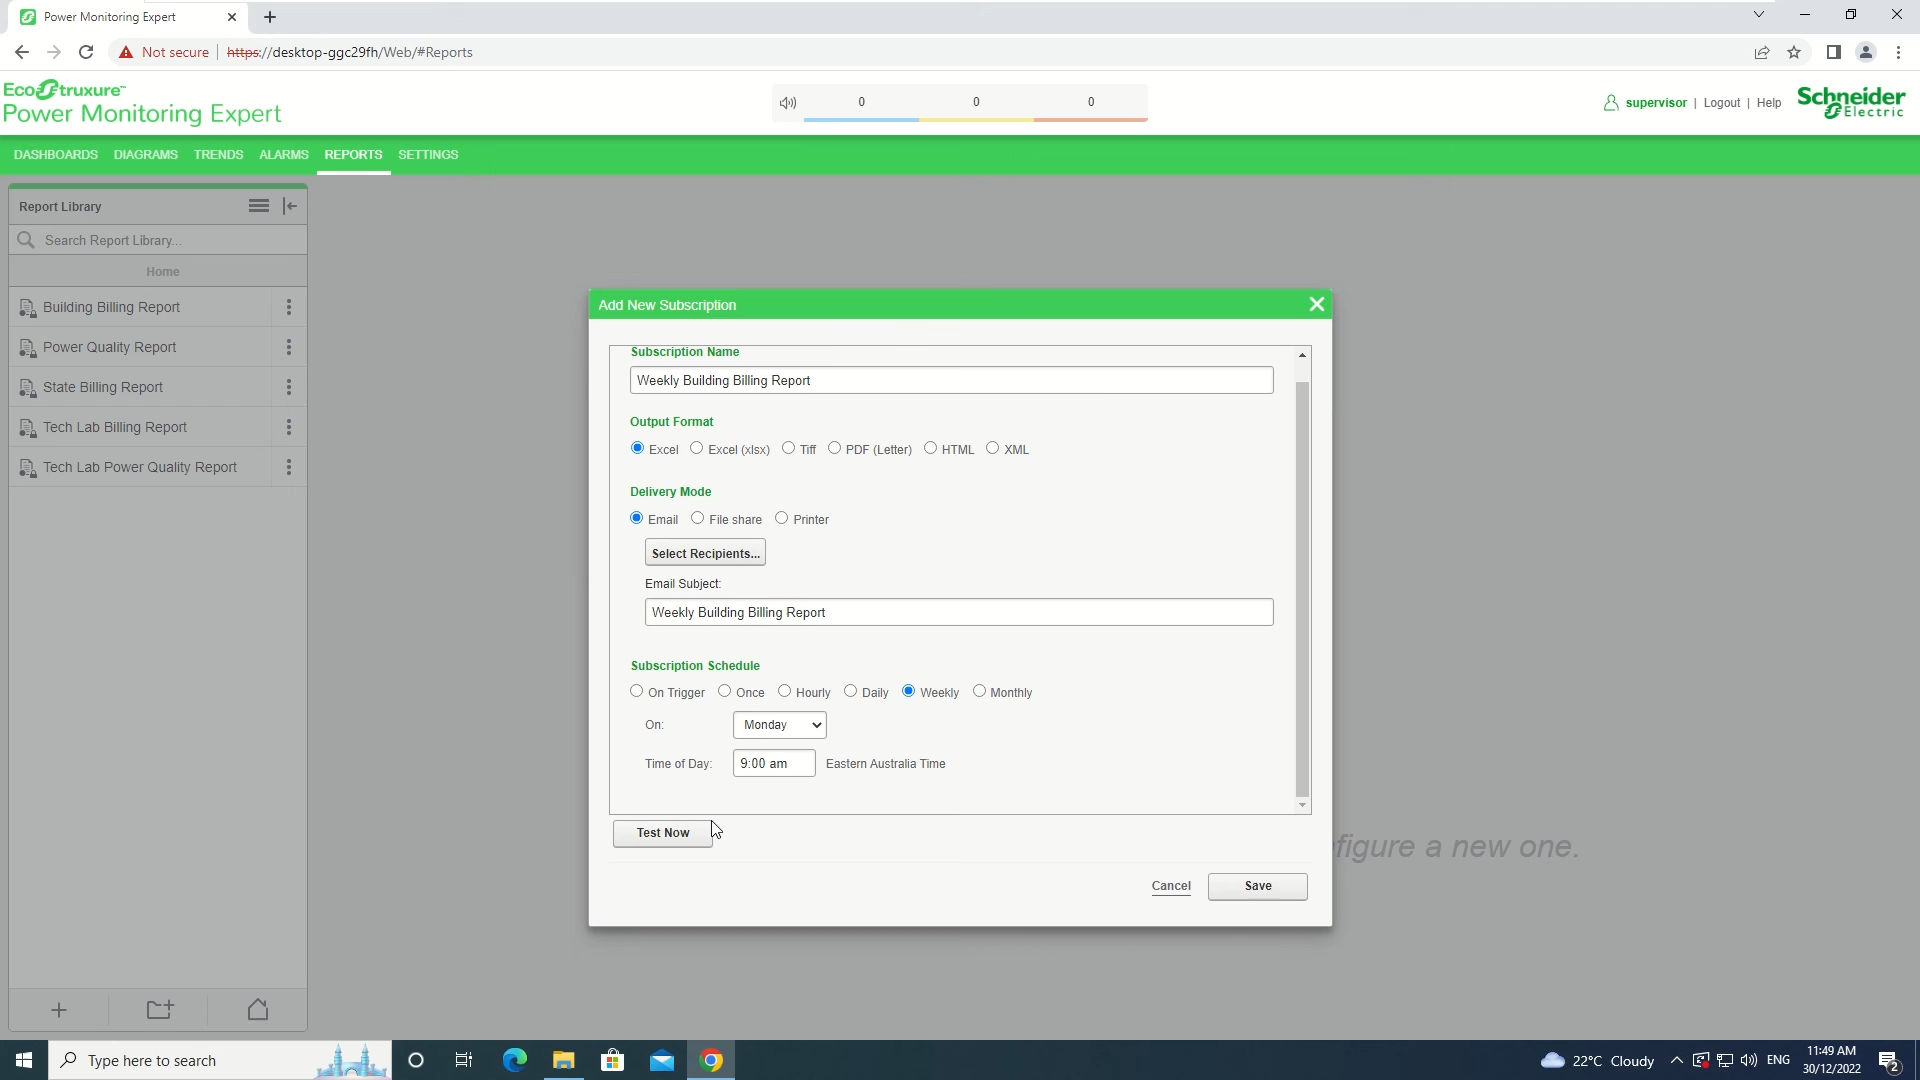 Power Monitoring Expert
Not secure
https://desktop-ggc29fh/Web/#Reports
EcoStruxure™
Power Monitoring Expert
0
0
0
supervisor | Logout | Help
Schneider
Electric
DASHBOARDS
DIAGRAMS
TRENDS
ALARMS
REPORTS
SETTINGS
Report Library
Search Report Library...
Home
Building Billing Report
Power Quality Report
State Billing Report
Tech Lab Billing Report
Tech Lab Power Quality Report
Add New Subscription
Subscription Name
Weekly Building Billing Report
Output Format
Excel
Excel (xlsx)
Tiff
PDF (Letter)
HTML
XML
Delivery Mode
Email
File share
Printer
Select Recipients...
Email Subject:
Weekly Building Billing Report
Subscription Schedule
On Trigger
Once
Hourly
Daily
Weekly
Monthly
On:
Monday
Time of Day:
9:00 am
Eastern Australia Time
Test Now
figure a new one.
Cancel
Save
Type here to search
22°C Cloudy
ENG
11:49 AM
30/12/2022
2